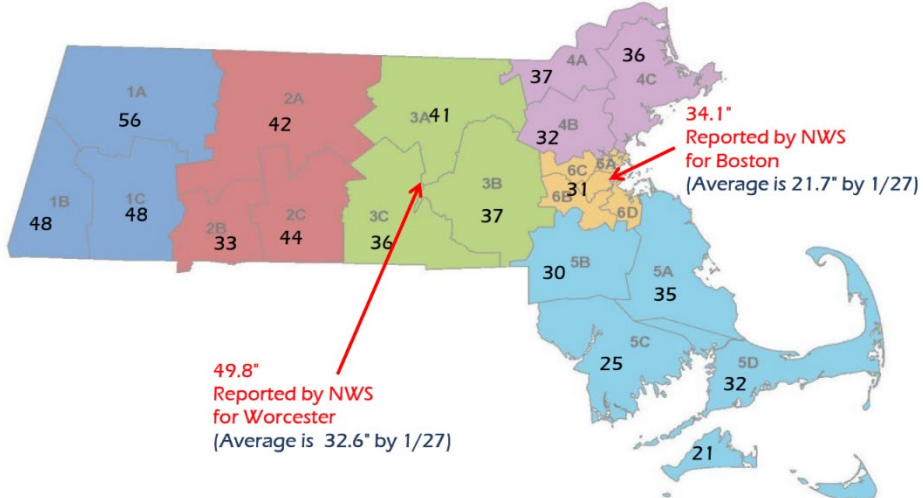 4A
36
37
4C
1A
2A
3A
41
34.1"
Reported by NWS
for Boston
(Average is 21.7" by 1/27)
56
42
4B
32
6A
6C
31
6B
6D
1B
1C
48
48
2B
2C
33
44
3B
37
3C
36
5B
5A
30
35
49.8"
Reported by NWS
for Worcester
(Average is 32.6" by 1/27)
5C
25
5D
32
21